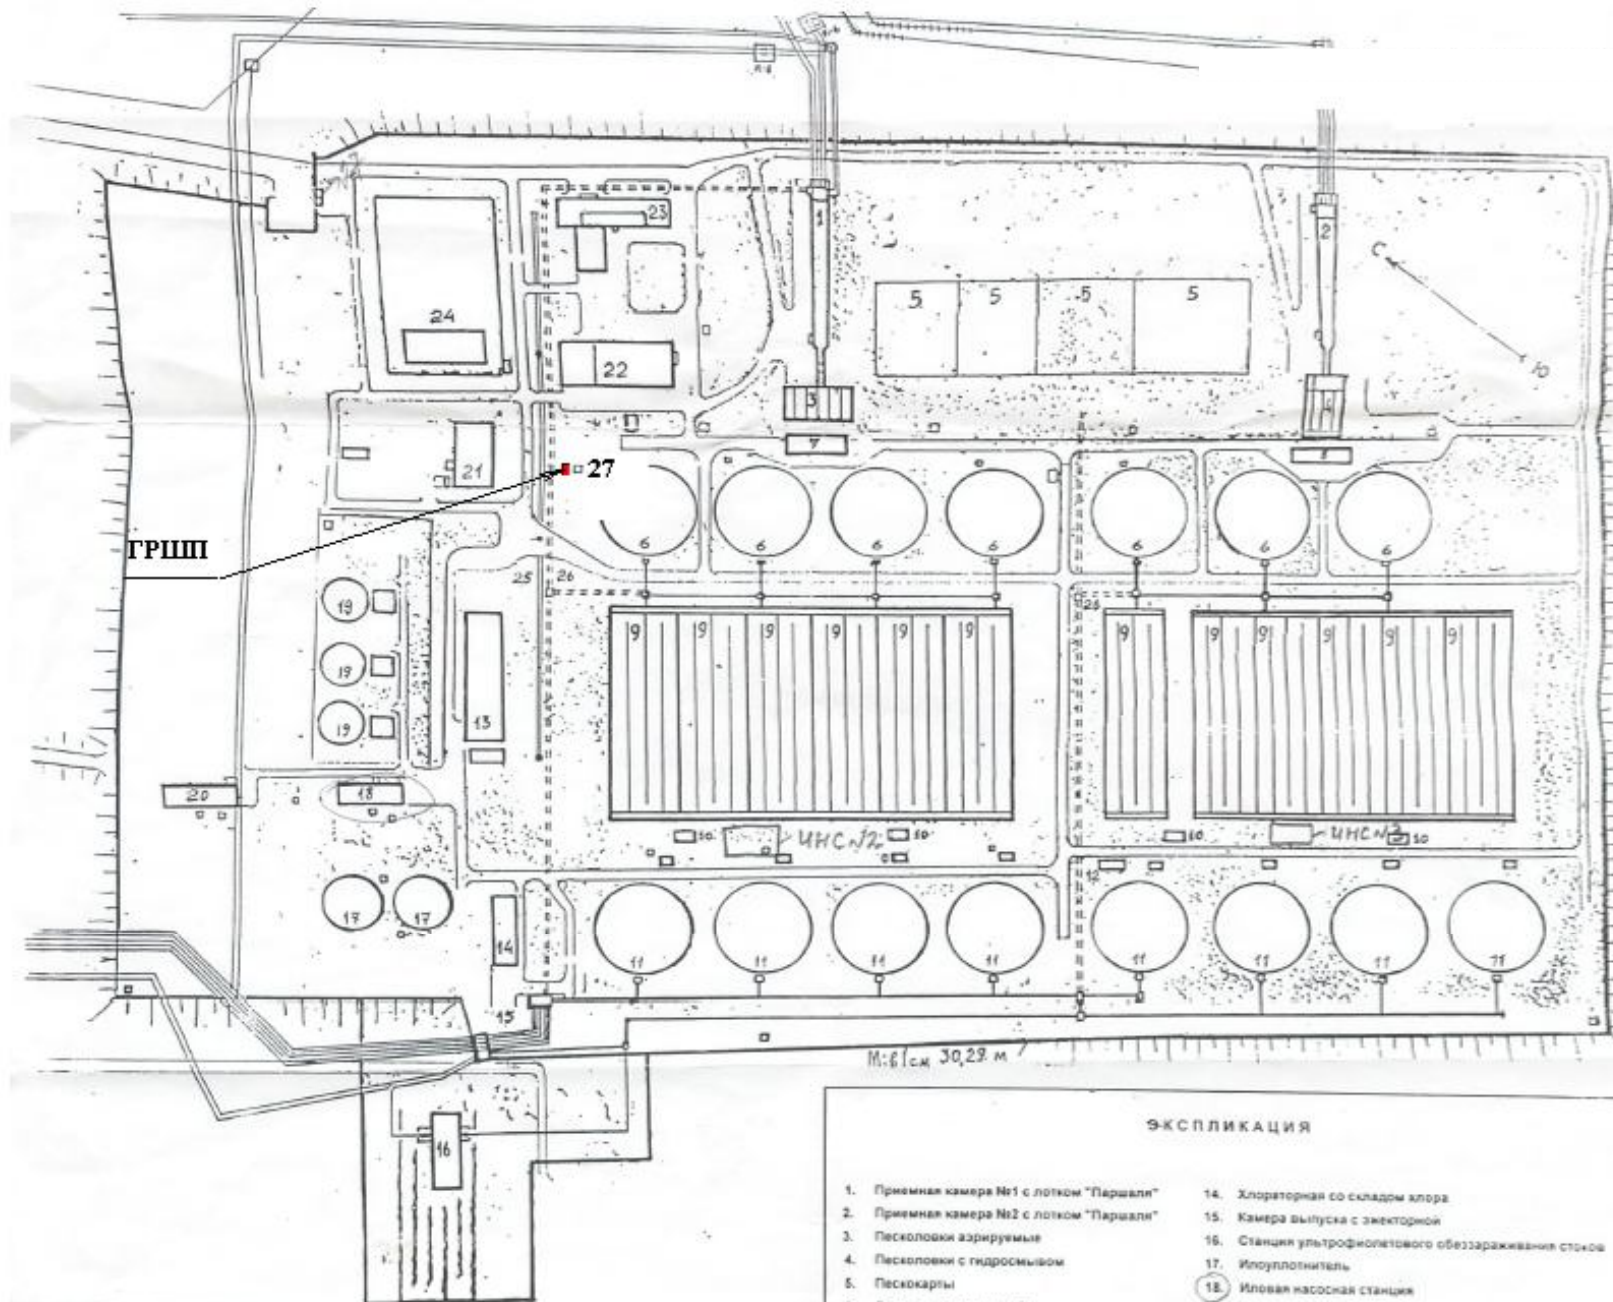 1
23
2
С
24
5 5 5 5
22
Ю
3
4
7
8
21
27
ГРШП
6 6 6 6 6 6 6
25
26
25
19
9 9 9 9 9 9 9 9 9 9 9 9
19
13
19
20
18
10
ИНС №2
10
10
ИНС №3
10
12
17 17
14
11 11 11 11 11 11 11 11
15
М:в 1см 30,29 м
16
ЭКСПЛИКАЦИЯ
1. Приемная камера №1 с лотком "Паршаля"
2. Приемная камера №2 с лотком "Паршаля"
3. Песколовки аэрируемые
4. Песколовки с гидросмывом
5. Пескокарты
14. Хлораторная со складом хлора
15. Камера выпуска с эжекторной
16. Станция ультрофиолетового обеззараживания стоков
17. Илоуплотнитель
18. Иловая насосная станция